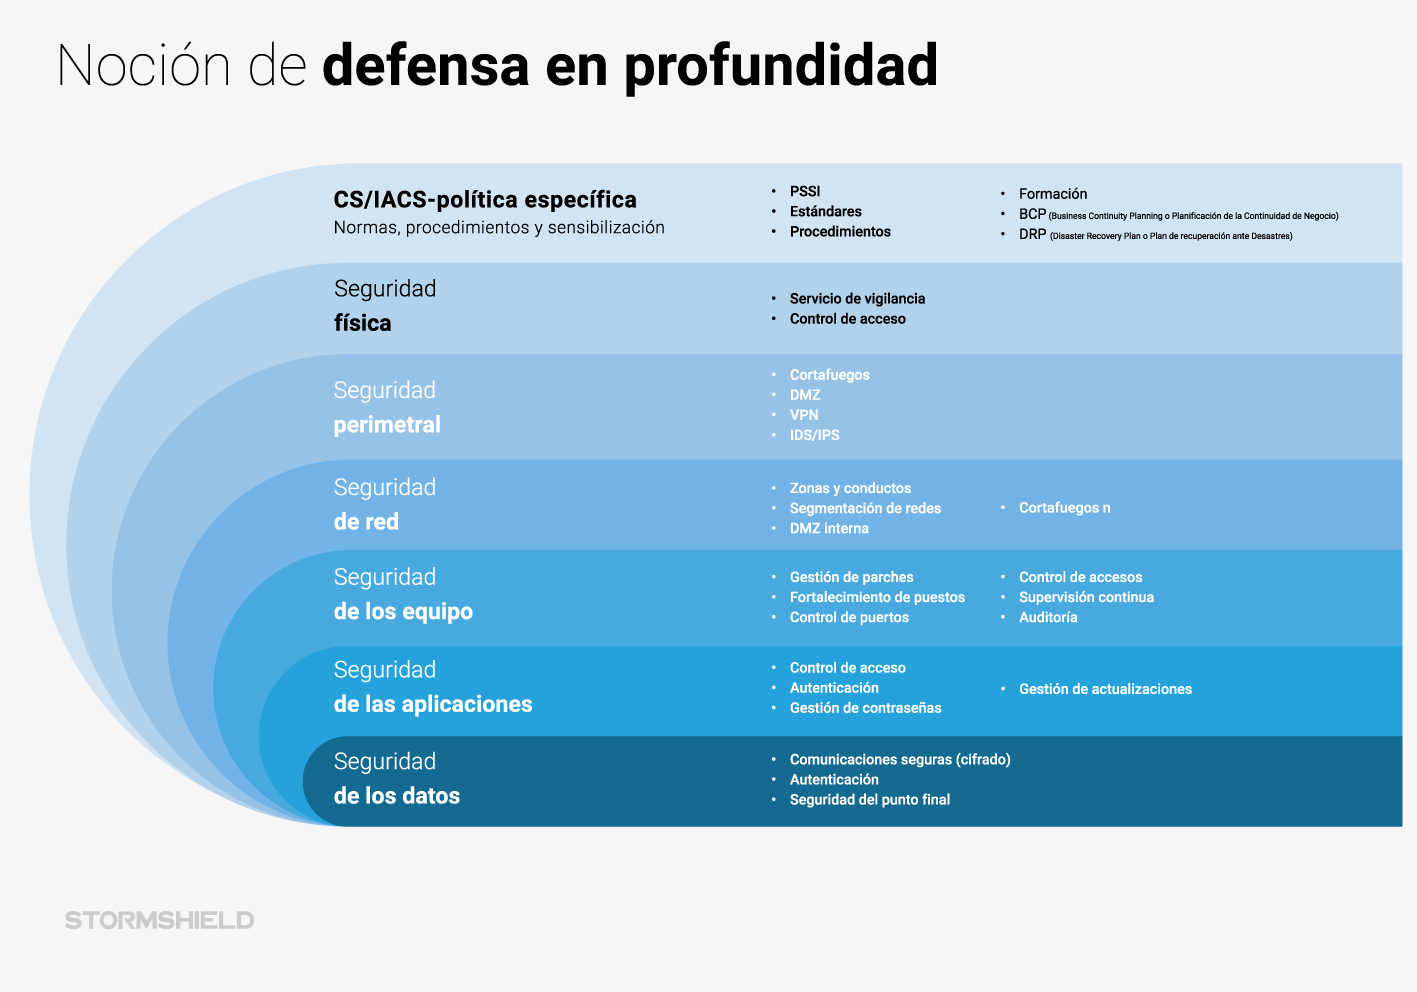 Noción de defensa en profundidad
CS/IACS-política específica
Normas, procedimientos y sensibilización
• PSSI
• Estándares
• Procedimientos
• Formación
• BCP (Business Continuity Planning o Planificación de la Continuidad de Negocio)
• DRP (Disaster Recovery Plan o Plan de recuperación ante Desastres)
Seguridad
física
• Servicio de vigilancia
• Control de acceso
Seguridad
perimetral
• Cortafuegos
• DMZ
• VPN
• IDS/IPS
Seguridad
de red
• Zonas y conductos
• Segmentación de redes
• DMZ interna
• Cortafuegos n
Seguridad
de los equipo
• Gestión de parches
• Fortalecimiento de puestos
• Control de puertos
• Control de accesos
• Supervisión continua
• Auditoría
Seguridad
de las aplicaciones
• Control de acceso
• Autenticación
• Gestión de contraseñas
• Gestión de actualizaciones
Seguridad
de los datos
• Comunicaciones seguras (cifrado)
• Autenticación
• Seguridad del punto final
STORMSHIELD